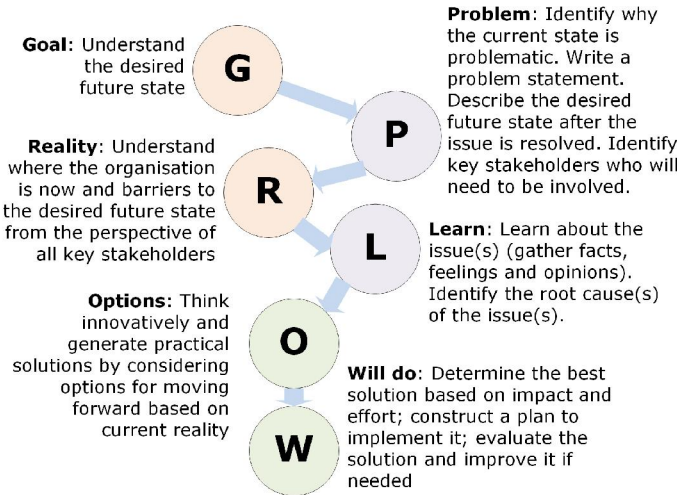 Goal: Understand
the desired
future state
G
Problem: Identify why
the current state is
problematic. Write a
problem statement.
Describe the desired
future state after the
issue is resolved. Identify
key stakeholders who will
need to be involved.
P
Reality: Understand
where the organisation
is now and barriers to
the desired future state
from the perspective of
all key stakeholders
R
Learn: Learn about the
issue(s) (gather facts,
feelings and opinions).
Identify the root cause(s)
of the issue(s).
L
Options: Think
innovatively and
generate practical
solutions by considering
options for moving
forward based on
current reality
O
Will do: Determine the best
solution based on impact and
effort; construct a plan to
implement it; evaluate the
solution and improve it if
needed
W